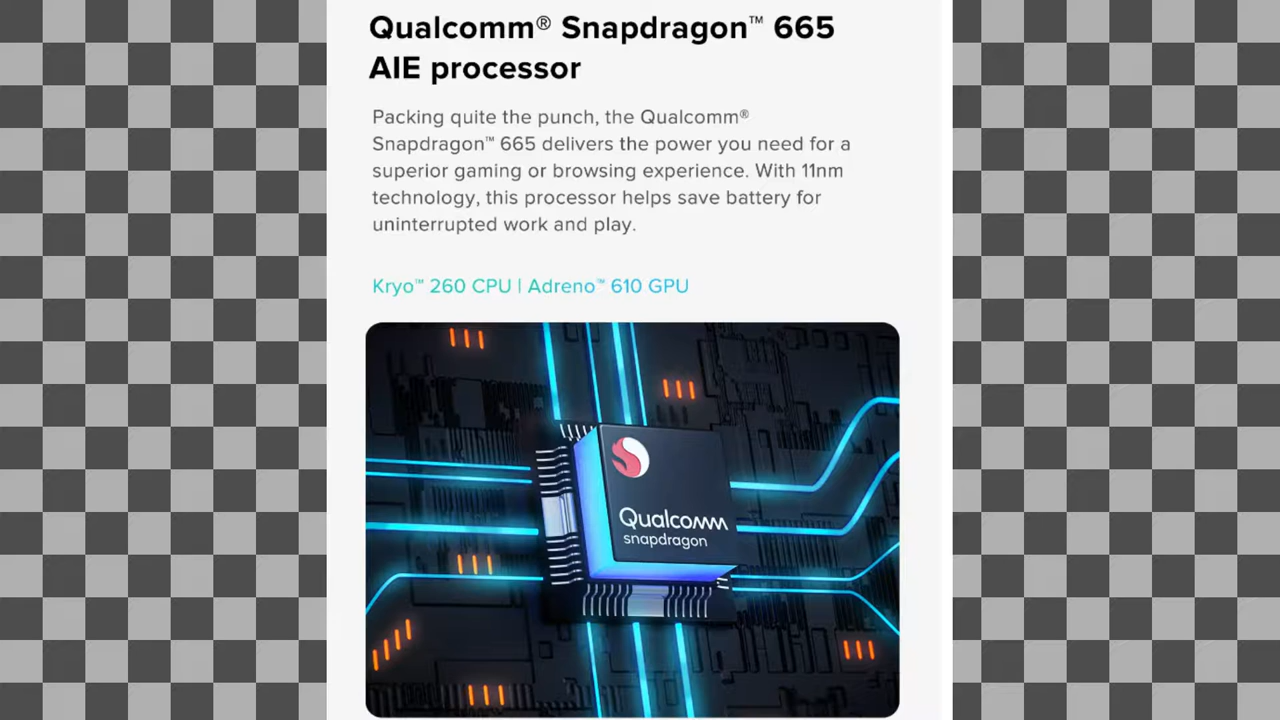 Qualcomm® Snapdragon™ 665
AIE processor
Packing quite the punch, the Qualcomm®
Snapdragon™ 665 delivers the power you need for a
superior gaming or browsing experience. With 11nm
technology, this processor helps save battery for
uninterrupted work and play.
Kryo™ 260 CPU | Adreno™ 610 GPU
Qualcomm
snapdragon